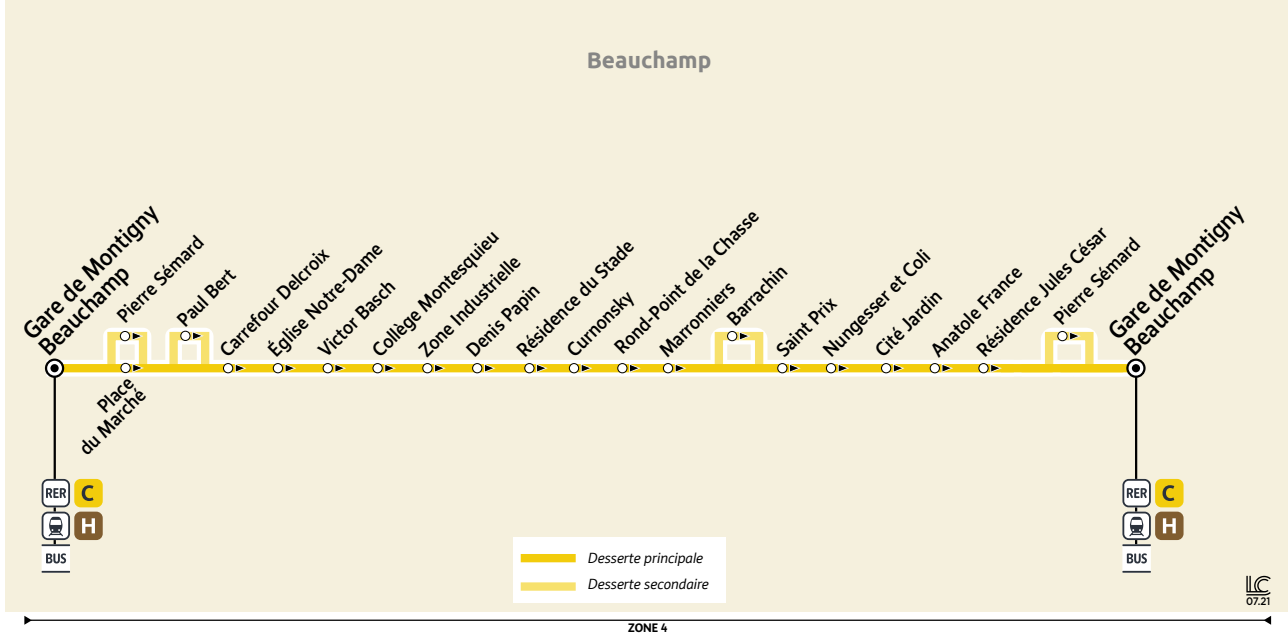 Beauchamp
Gare de Montigny
Beauchamp
Pierre Sémard
Place
du Marché
Paul Bert
Carrefour Delcroix
Église Notre-Dame
Victor Basch
Collège Montesquieu
Zone Industrielle
Denis Papin
Résidence du Stade
Curnonsky
Rond-Point de la Chasse
Marronniers
Barrachin
Saint Prix
Nungesser et Coli
Cité Jardin
Anatole France
Résidence Jules César
Pierre Sémard
Gare de Montigny
Beauchamp
RER C
H
BUS
RER C
H
BUS
Desserte principale
Desserte secondaire
LC
07.21
ZONE 4